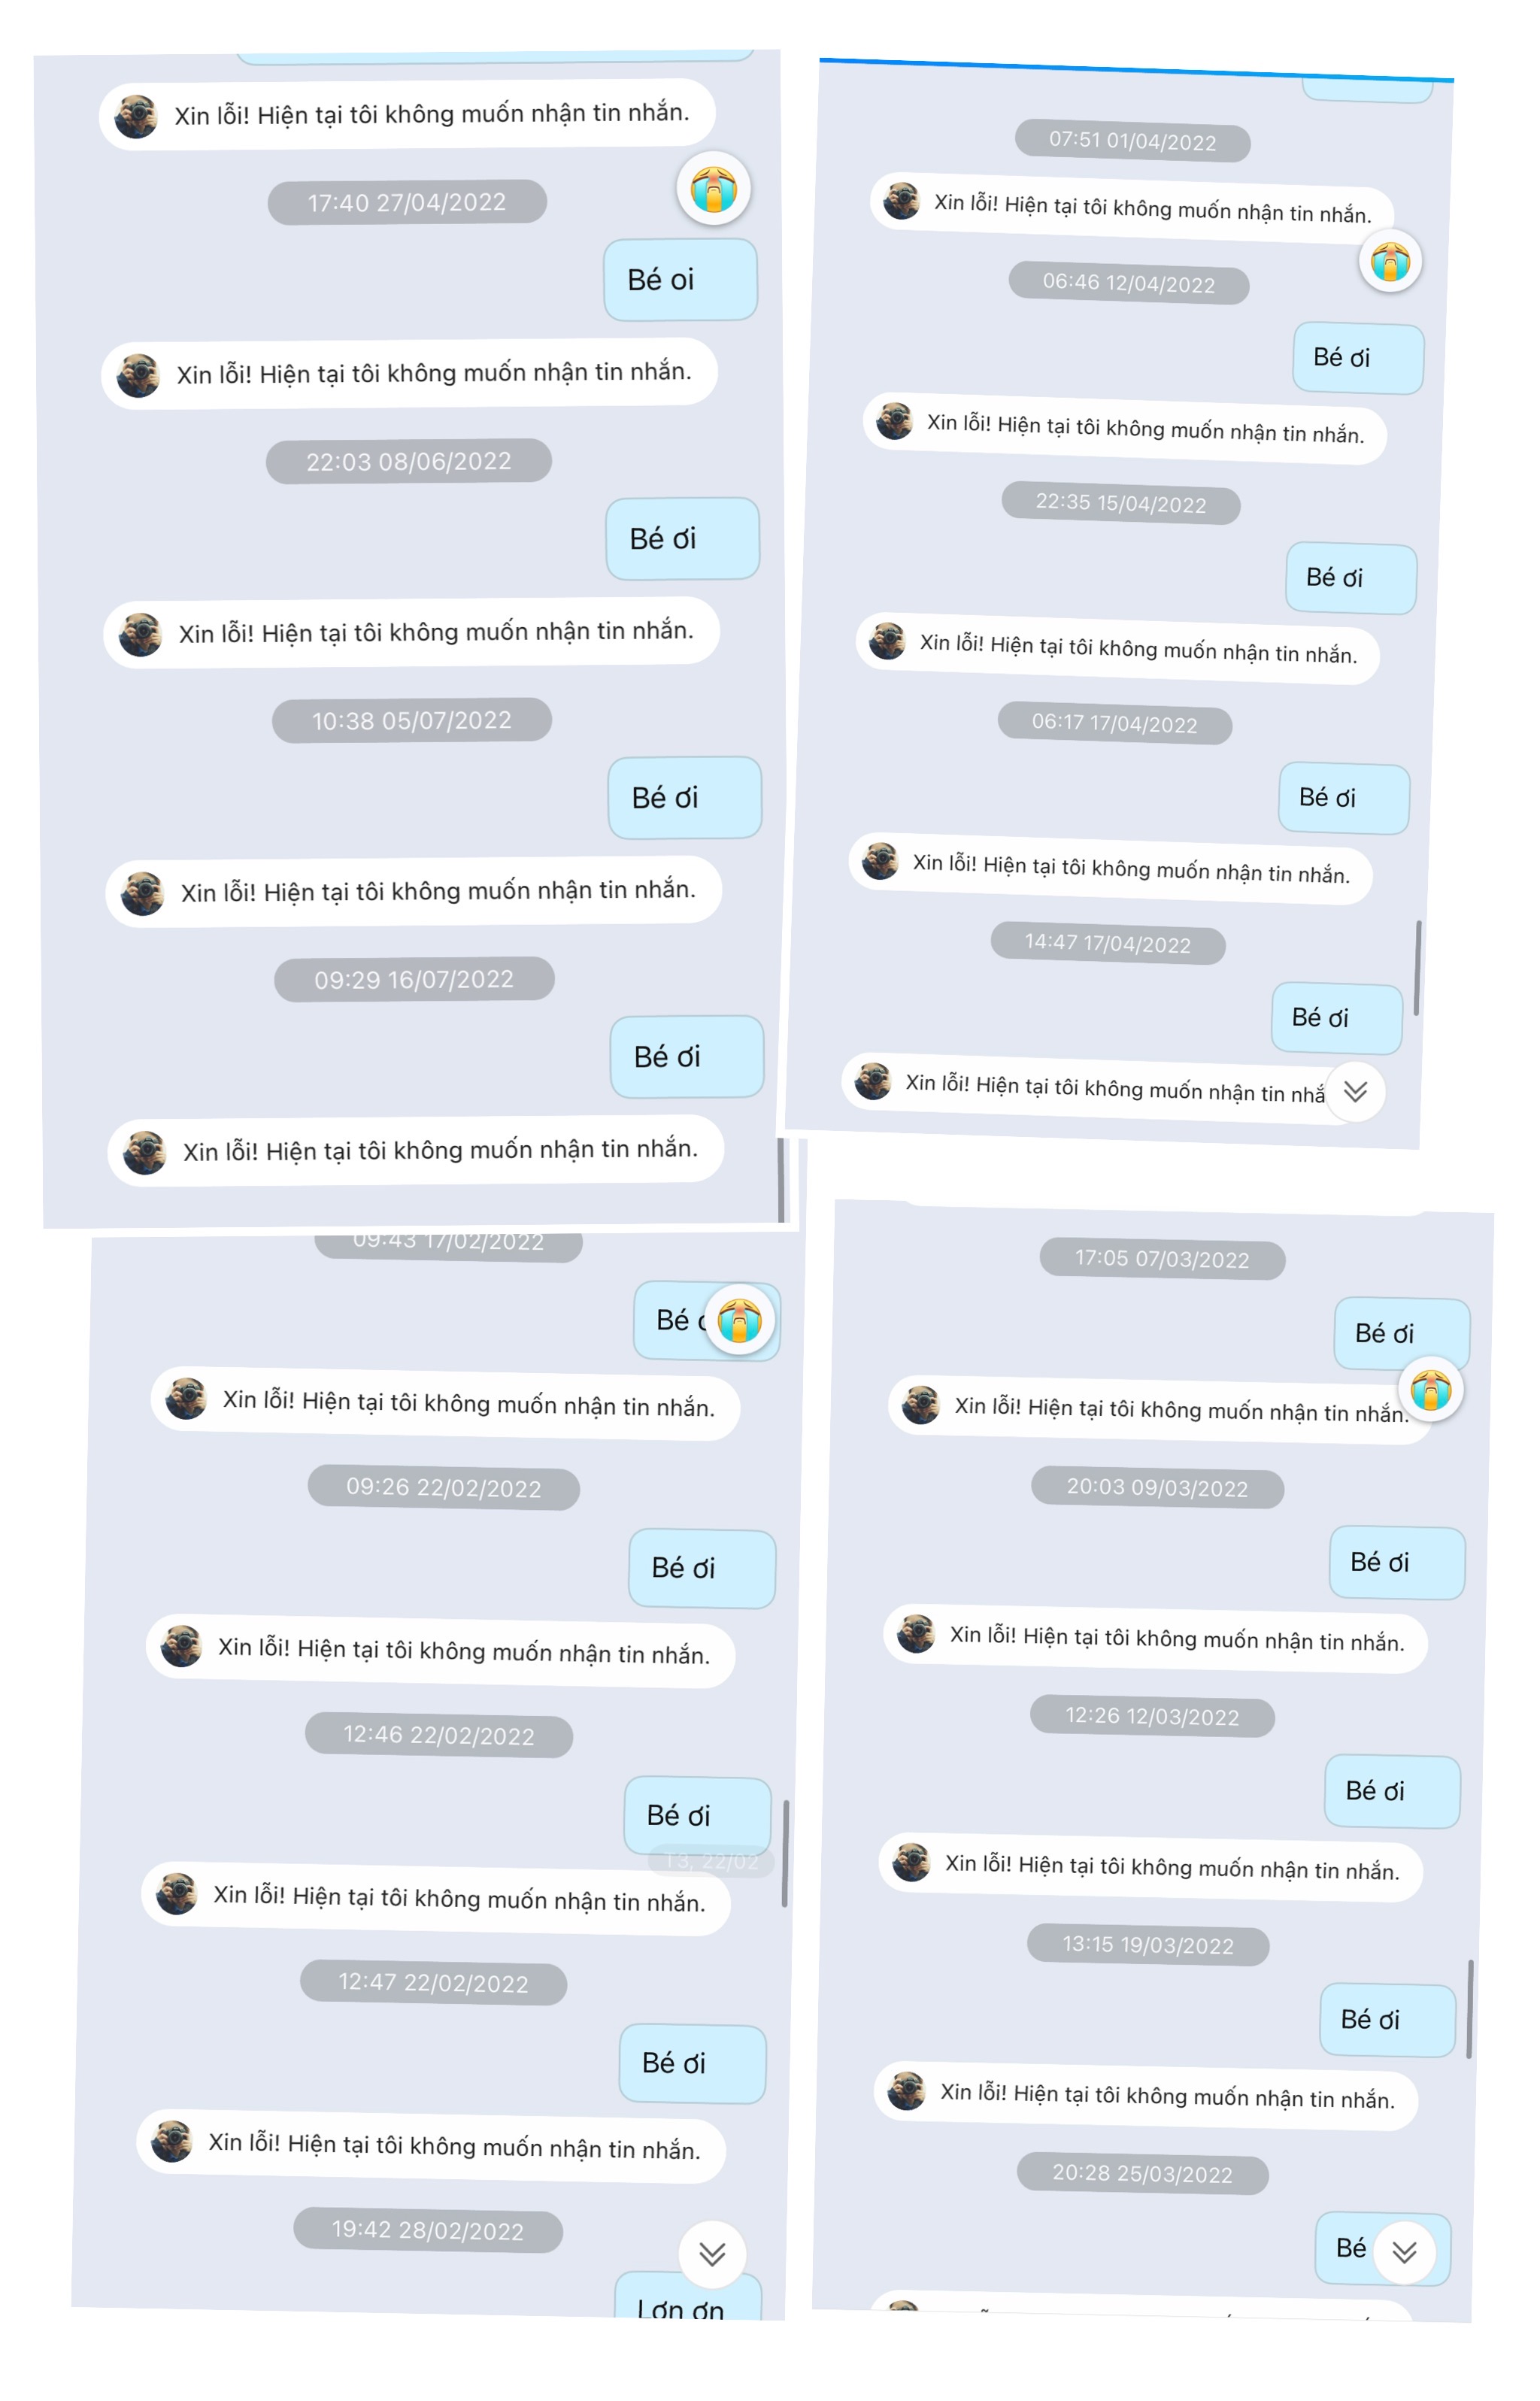 Xin lỗi! Hiện tại tôi không muốn nhận tin nhắn.
17:40 27/04/2022
Bé oi
Xin lỗi! Hiện tại tôi không muốn nhận tin nhắn.
22:03 08/06/2022
Bé ơi
Xin lỗi! Hiện tại tôi không muốn nhận tin nhắn.
10:38 05/07/2022
Bé ơi
Xin lỗi! Hiện tại tôi không muốn nhận tin nhắn.
09:29 16/07/2022
Bé ơi
Xin lỗi! Hiện tại tôi không muốn nhận tin nhắn.
07:51 01/04/2022
Xin lỗi! Hiện tại tôi không muốn nhận tin nhắn.
06:46 12/04/2022
Bé ơi
Xin lỗi! Hiện tại tôi không muốn nhận tin nhắn.
22:35 15/04/2022
Bé ơi
Xin lỗi! Hiện tại tôi không muốn nhận tin nhắn.
06:17 17/04/2022
Bé ơi
Xin lỗi! Hiện tại tôi không muốn nhận tin nhắn.
14:47 17/04/2022
Bé ơi
Xin lỗi! Hiện tại tôi không muốn nhận tin
09:43 17/02/2022
Bé
Xin lỗi! Hiện tại tôi không muốn nhận tin nhắn.
09:26 22/02/2022
Bé ơi
Xin lỗi! Hiện tại tôi không muốn nhận tin nhắn.
12:46 22/02/2022
Bé ơi
T3, 22/02
Xin lỗi! Hiện tại tôi không muốn nhận tin nhắn.
12:47 22/02/2022
Bé ơi
Xin lỗi! Hiện tại tôi không muốn nhận tin nhắn.
19:42 28/02/2022
17:05 07/03/2022
Bé ơi
Xin lỗi! Hiện tại tôi không muốn nhận tin nhắn.
20:03 09/03/2022
Bé ơi
Xin lỗi! Hiện tại tôi không muốn nhận tin nhắn.
12:26 12/03/2022
Bé ơi
Xin lỗi! Hiện tại tôi không muốn nhận tin nhắn.
13:15 19/03/2022
Bé ơi
Xin lỗi! Hiện tại tôi không muốn nhận tin nhắn.
20:28 25/03/2022
Bé